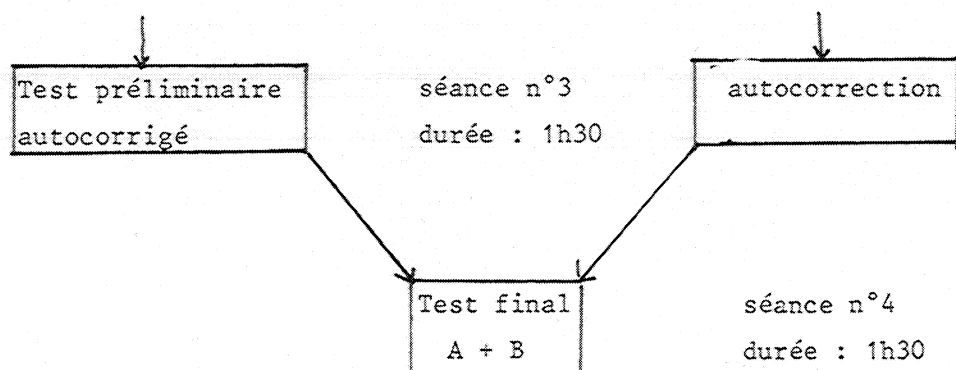 Test préliminaire
autocorrigé
séance n°3
durée : 1h30
autocorrection
Test final
A + B
séance n°4
durée : 1h30